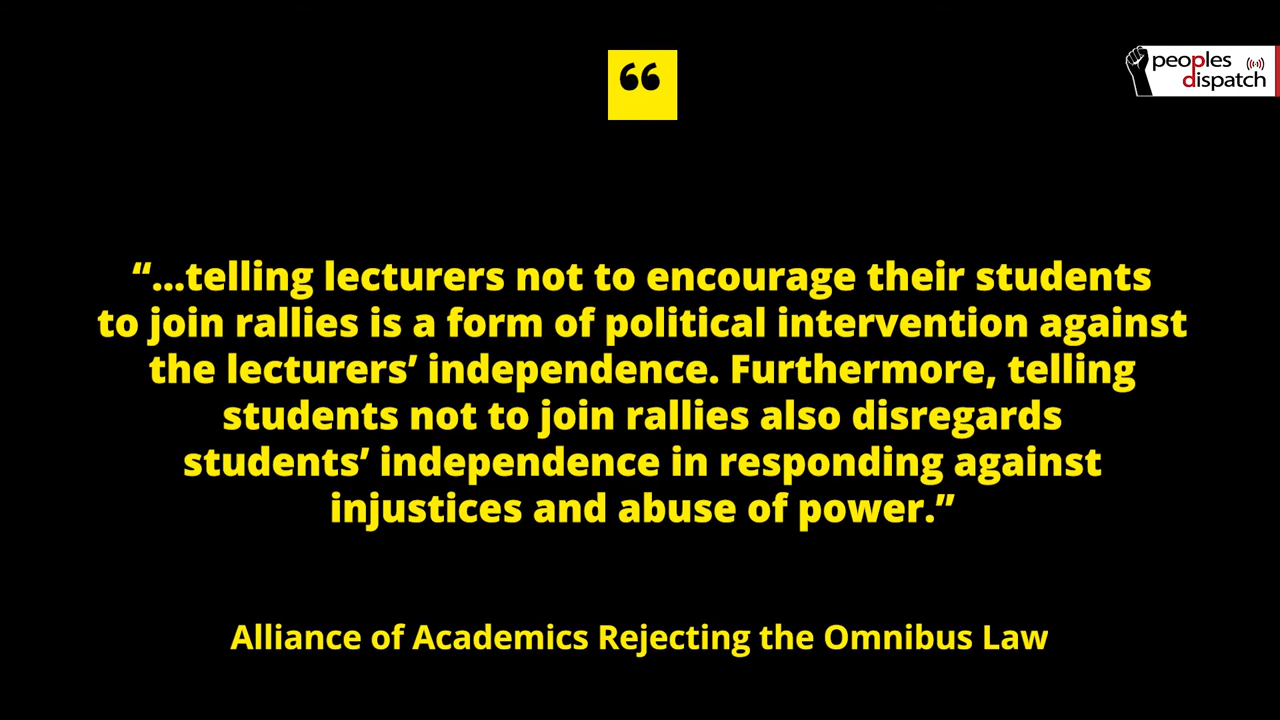 peoples
dispatch
“
“...telling lecturers not to encourage their students
to join rallies is a form of political intervention against
the lecturers’ independence. Furthermore, telling
students not to join rallies also disregards
students’ independence in responding against
injustices and abuse of power.”
Alliance of Academics Rejecting the Omnibus Law